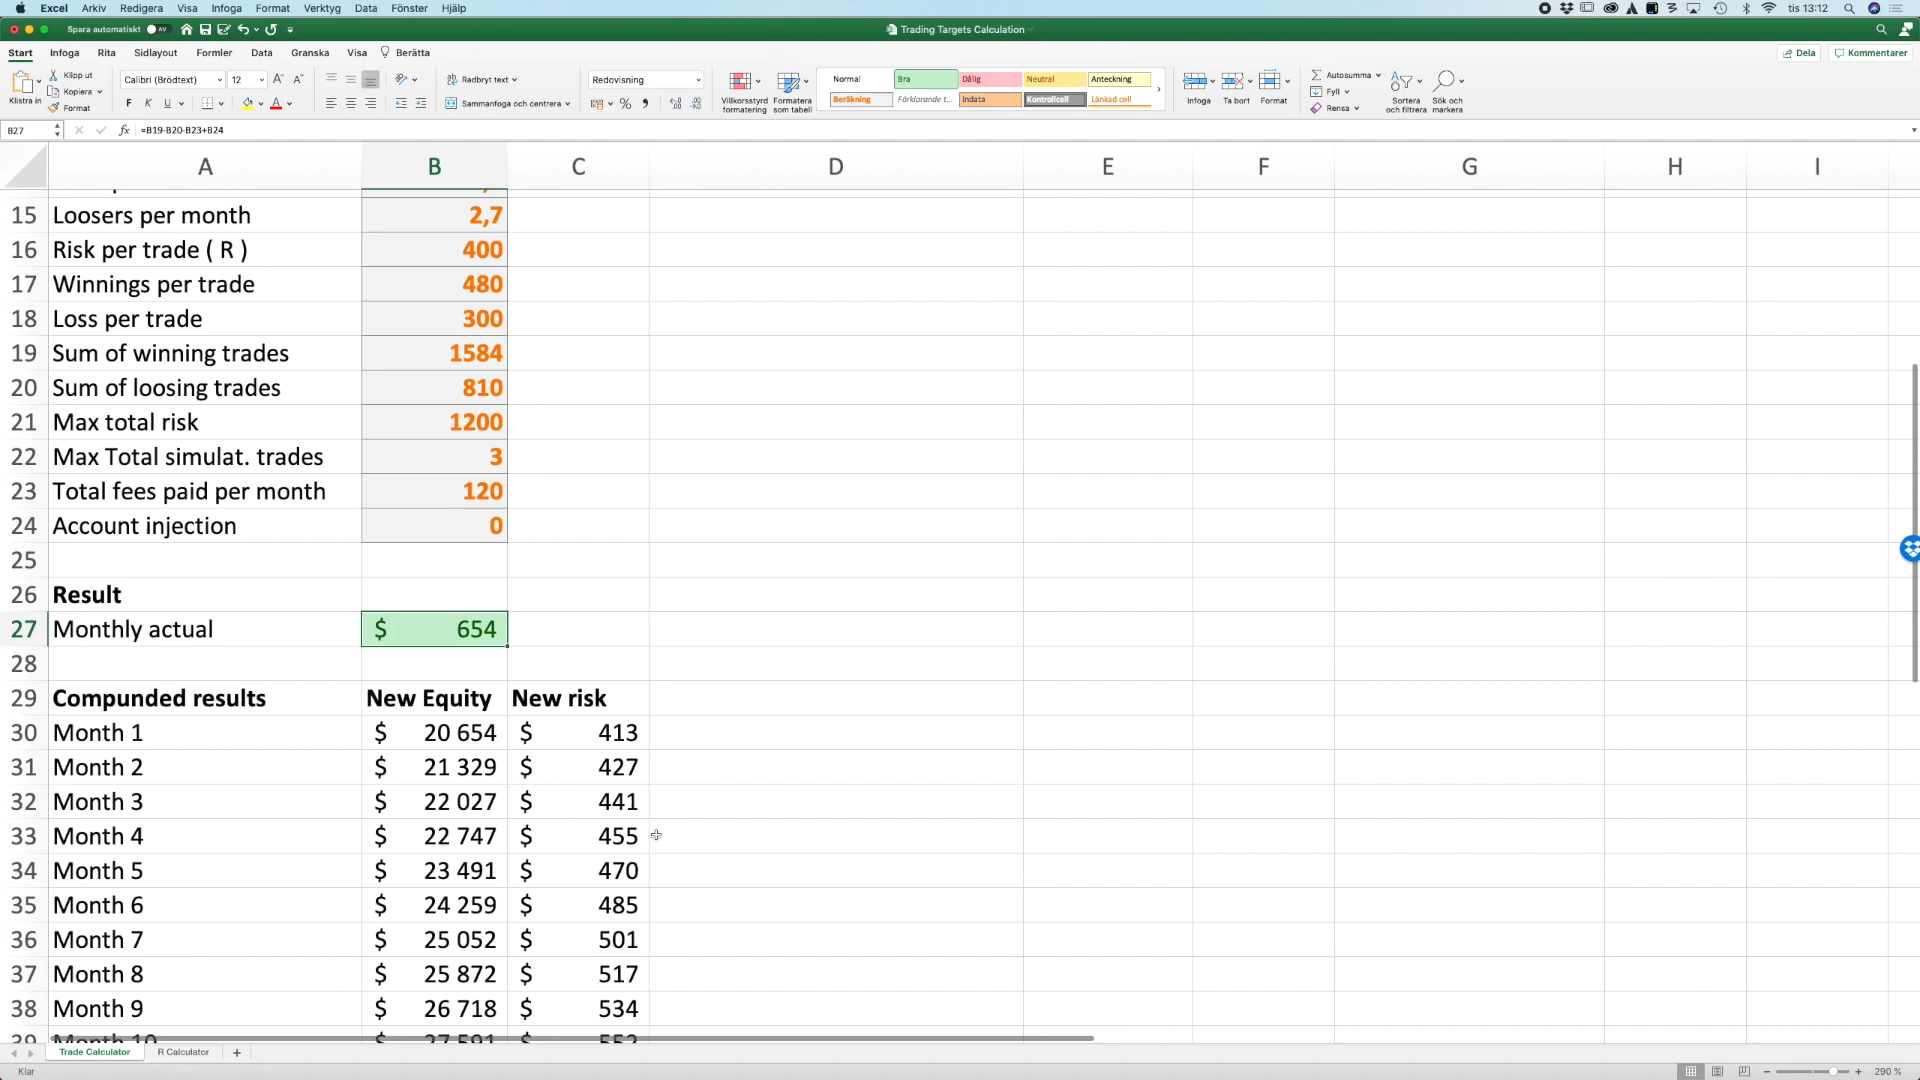 Excel Arkiv Redigera Visa Infoga Format Verktyg Data Fönster Hjälp tis 13:12
Spara automatiskt AV Trading Targets Calculation
Start Infoga Rita Sidlayout Formler Data Granska Visa Berätta Dela Kommentarer
Klistra in
Klipp ut
Kopiera
Format
Calibri (Brödtext) 12
F K U
Radbryt text
Sammanfoga och centrera
Redovisning
Villkorsstyrd formatering
Formatera som tabell
Normal Bra Dålig Neutral Anteckning
Beräkning Förklarande t... Indata Kontrollcell Länkad cell
Infoga Ta bort Format
Autosumma
Fyll
Rensa
Sortera och filtrera
Sök och markera
B27 fx =B19-B20-B23+B24
A B C D E F G H I
15 Loosers per month 2,7
16 Risk per trade ( R ) 400
17 Winnings per trade 480
18 Loss per trade 300
19 Sum of winning trades 1584
20 Sum of loosing trades 810
21 Max total risk 1200
22 Max Total simulat. trades 3
23 Total fees paid per month 120
24 Account injection 0
25
26 Result
27 Monthly actual $ 654
28
29 Compunded results New Equity New risk
30 Month 1 $ 20 654 $ 413
31 Month 2 $ 21 329 $ 427
32 Month 3 $ 22 027 $ 441
33 Month 4 $ 22 747 $ 455
34 Month 5 $ 23 491 $ 470
35 Month 6 $ 24 259 $ 485
36 Month 7 $ 25 052 $ 501
37 Month 8 $ 25 872 $ 517
38 Month 9 $ 26 718 $ 534
39 Month 10 $ 27 591 $ 552
Trade Calculator R Calculator +
Klar 290 %